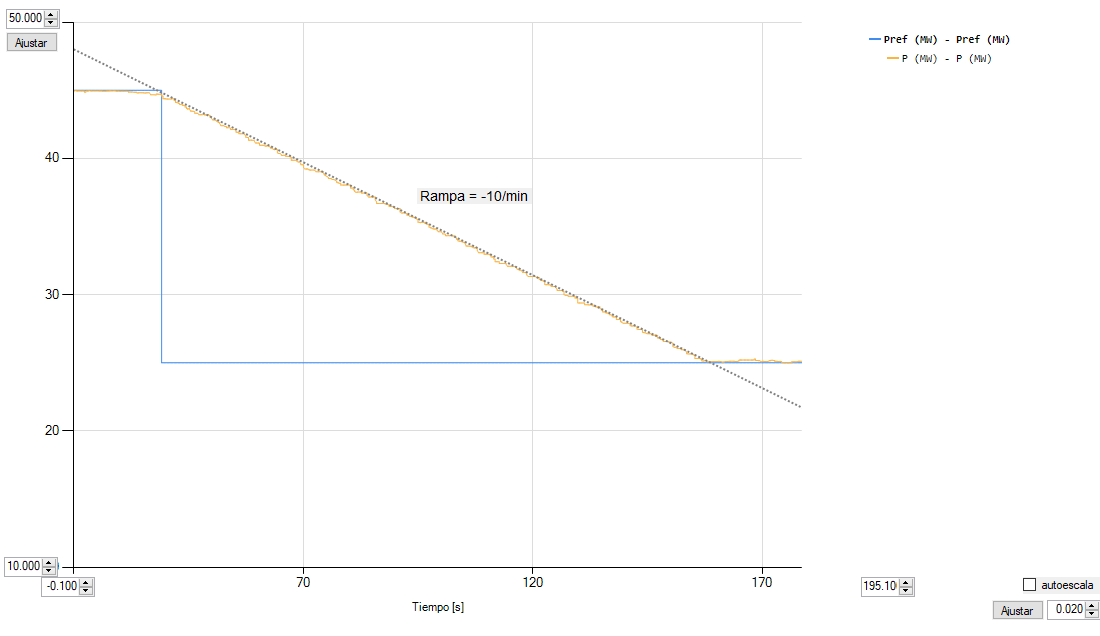 50.000
Ajustar
Pref (MW) - Pref (MW)
P (MW) - P (MW)
40
Rampa = -10/min
30
20
10.000
-0.100
70
120
170
195.10
autoescala
Tiempo [s]
Ajustar
0.020